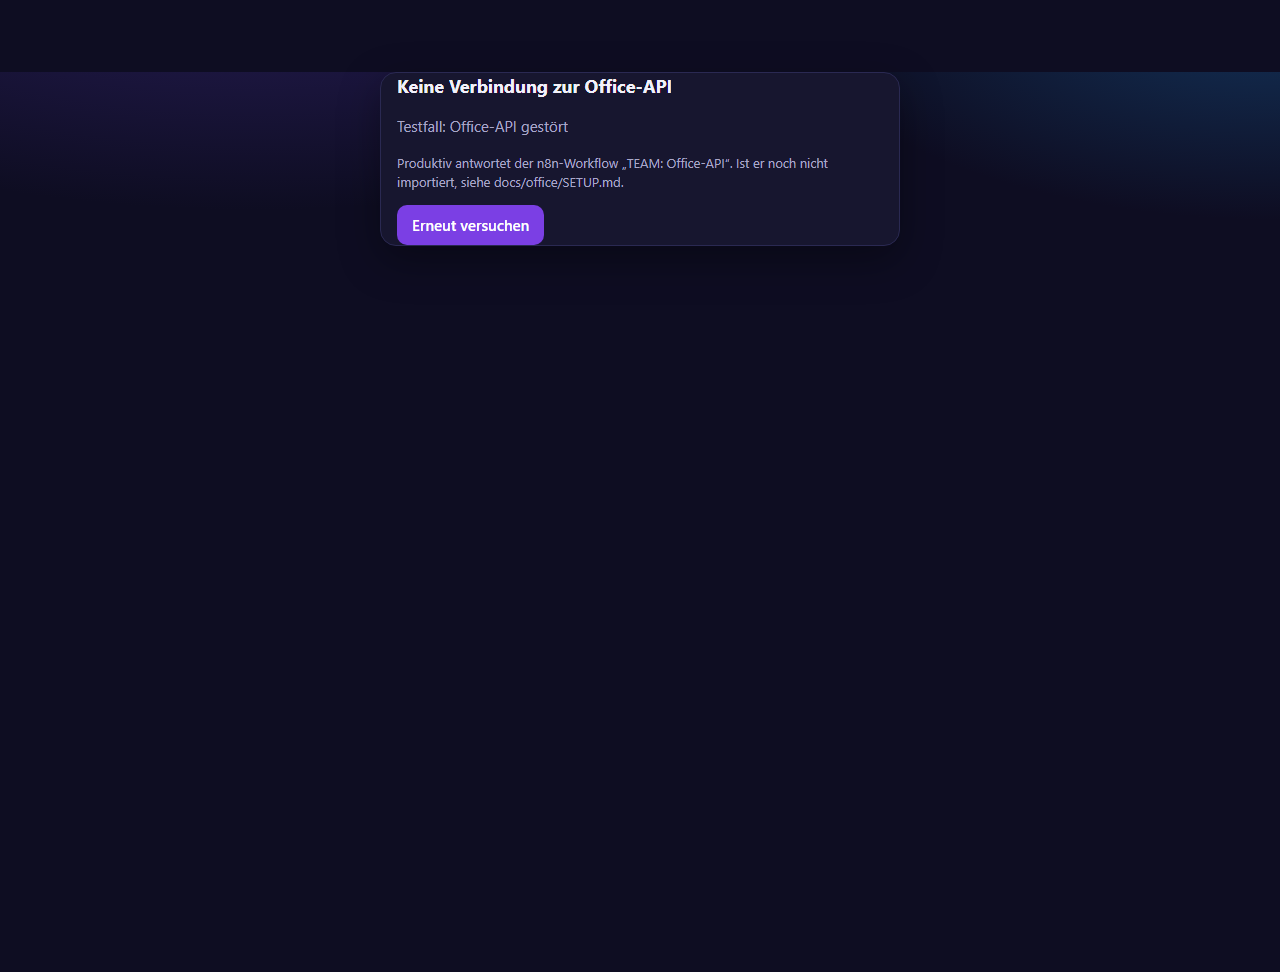 Keine Verbindung zur Office-API
Testfall: Office-API gestört
Produktiv antwortet der n8n-Workflow „TEAM: Office-API“. Ist er noch nicht
importiert, siehe docs/office/SETUP.md.
Erneut versuchen